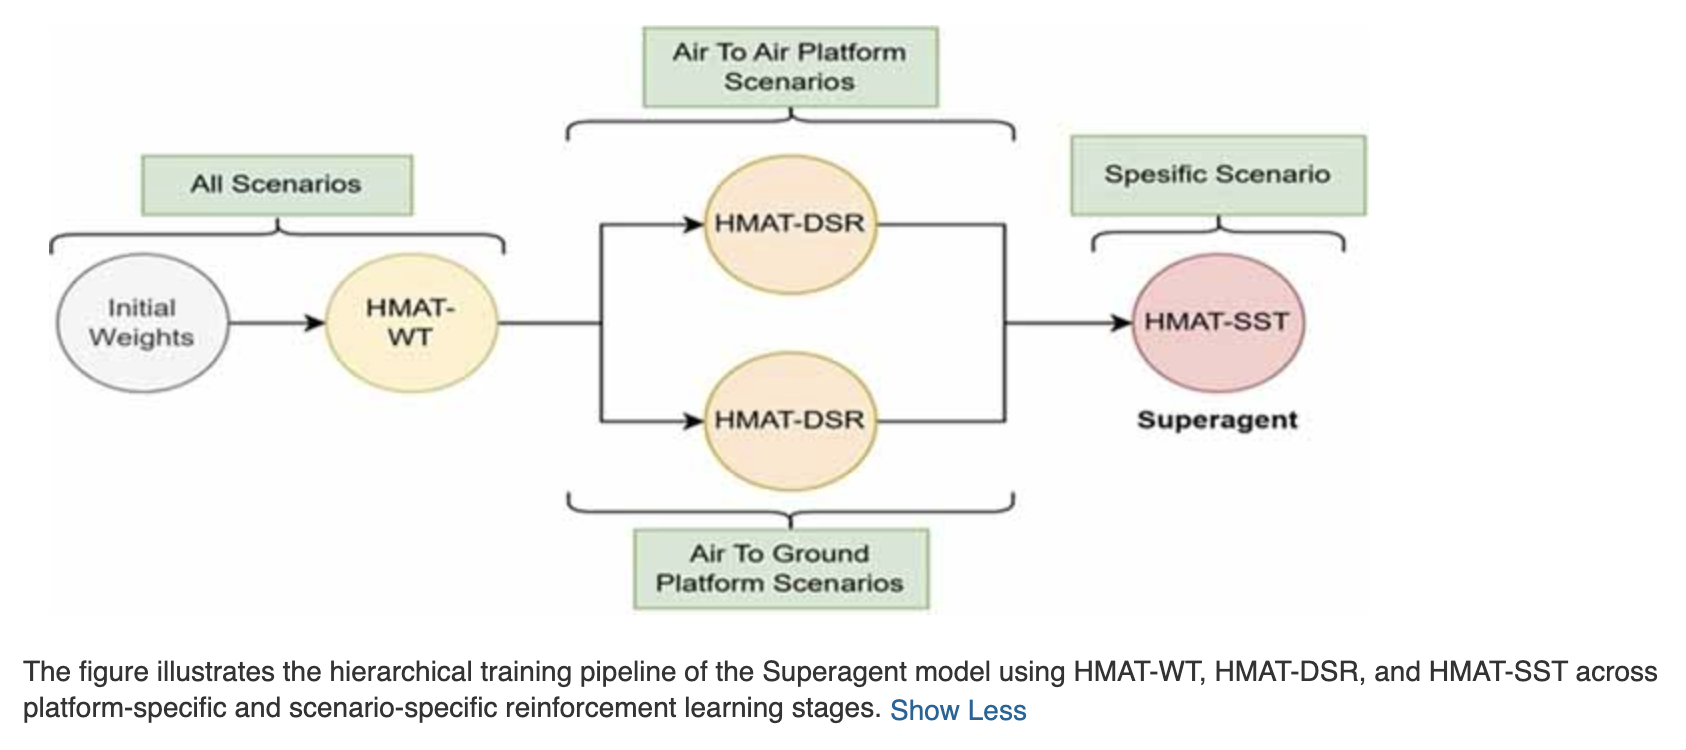 Air To Air Platform
Scenarios
All Scenarios
Spesific Scenario
Initial
Weights
HMAT-
WT
HMAT-DSR
HMAT-DSR
HMAT-SST
Superagent
Air To Ground
Platform Scenarios
The figure illustrates the hierarchical training pipeline of the Superagent model using HMAT-WT, HMAT-DSR, and HMAT-SST across
platform-specific and scenario-specific reinforcement learning stages. Show Less